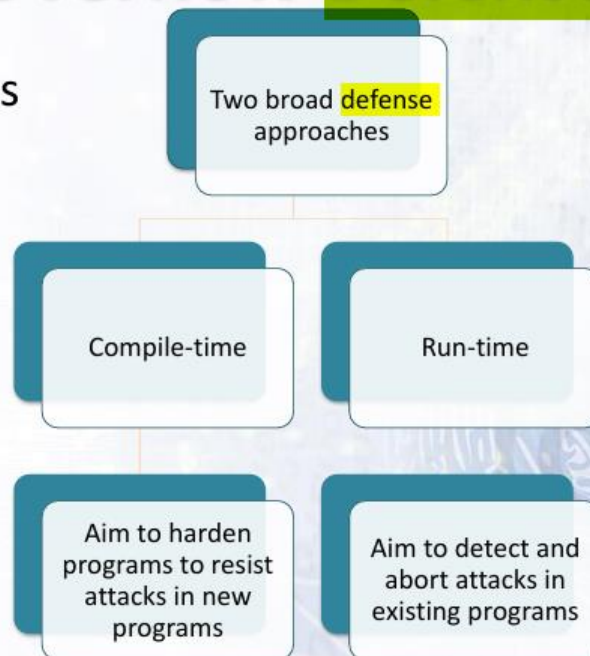 s
Two broad defense
approaches
Compile-time
Run-time
Aim to harden
programs to resist
attacks in new
programs
Aim to detect and
abort attacks in
existing programs